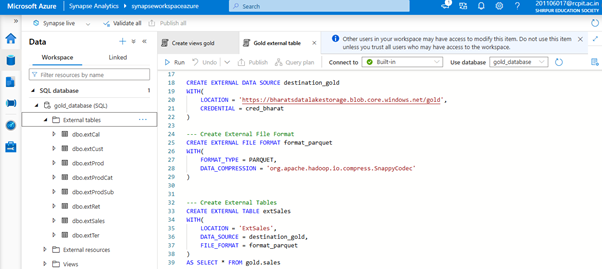 Microsoft Azure | Synapse Analytics > synapseworkspaceazure
201106017@rcpit.ac.in
SHIRPUR EDUCATION SOCIETY
Synapse live
Validate all
Publish all
Data
Workspace
Linked
Filter resources by name
SQL database 1
gold_database (SQL)
External tables
dbo.extCal
dbo.extCust
dbo.extProd
dbo.extProdCat
dbo.extProdSub
dbo.extRet
dbo.extSales
dbo.extTer
External resources
Views
Create views gold
Gold external table
Other users in your workspace may have access to modify this item. Do not use this item
unless you trust all users who may have access to the workspace.
Run
Undo
Publish
Query plan
Connect to
Built-in
Use database
gold_database
17
18 CREATE EXTERNAL DATA SOURCE destination_gold
19 WITH(
20 LOCATION = 'https://bharatsdatalakestorage.blob.core.windows.net/gold',
21 CREDENTIAL = cred_bharat
22 )
23
24 --- Create External File Format
25 CREATE EXTERNAL FILE FORMAT format_parquet
26 WITH(
27 FORMAT_TYPE = PARQUET,
28 DATA_COMPRESSION = 'org.apache.hadoop.io.compress.SnappyCodec'
29 )
30
31
32 --- Create External Tables
33 CREATE EXTERNAL TABLE extSales
34 WITH(
35 LOCATION = 'ExtSales',
36 DATA_SOURCE = destination_gold,
37 FILE_FORMAT = format_parquet
38 )
39 AS SELECT * FROM gold.sales